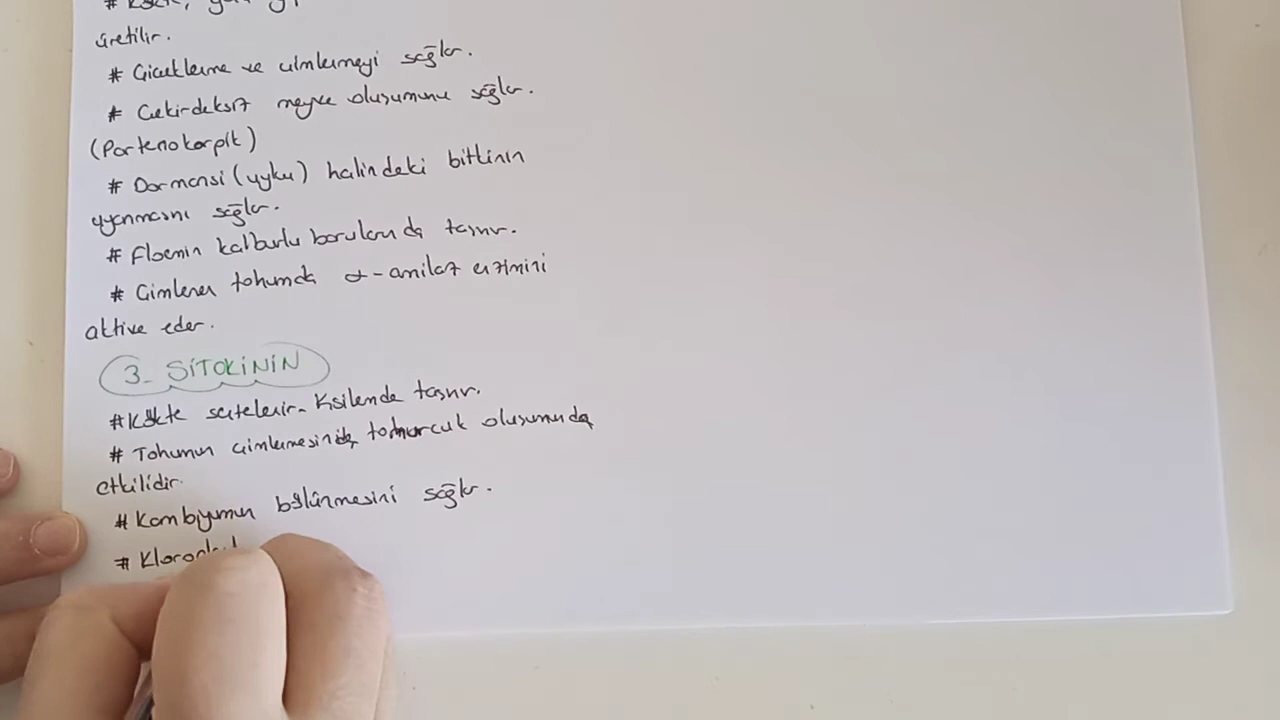 üretilir.
# Çiçeklenme ve çimlenmeyi sağlar.
# Çekirdeksiz meyve oluşumunu sağlar.
(Partenokarpik)
# Dormansi (uyku) halindeki bitkinin
uyanmasını sağlar.
# Floemin kalburlu borularında taşınır.
# Çimlenen tohumda α-amilaz enzimini
aktive eder.
3- SİTOKİNİN
# Kökte sentezlenir. Ksilemde taşınır.
# Tohumun çimlenmesinde, tomurcuk oluşumunda
etkilidir.
# Kambiyumun bölünmesini sağlar.